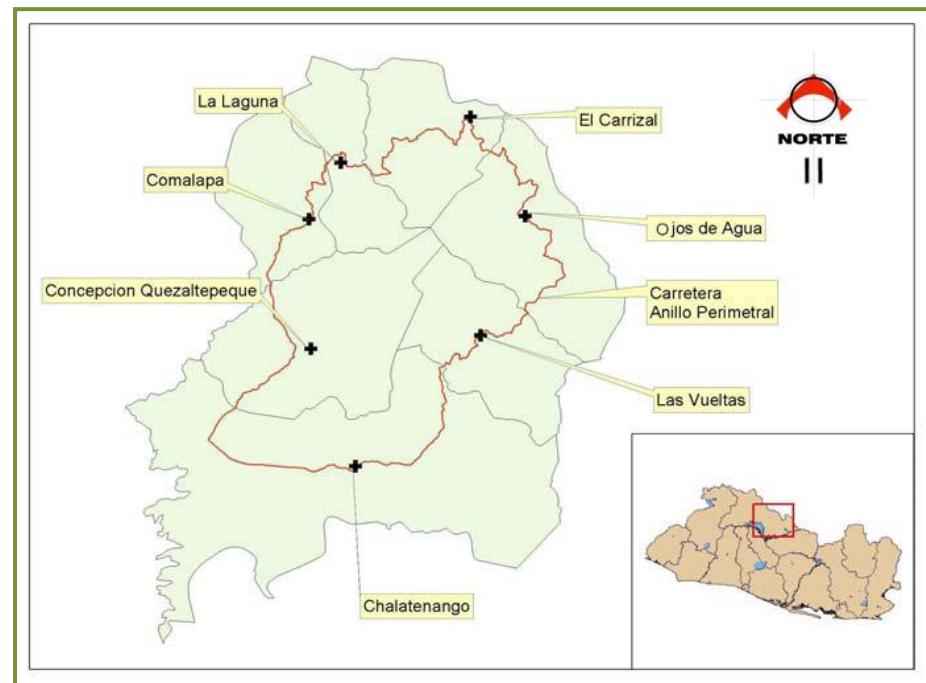 La Laguna
El Carrizal
NORTE
Comalapa
Ojos de Agua
Concepcion Quezaltepeque
Carretera
Anillo Perimetral
Las Vueltas
Chalatenango